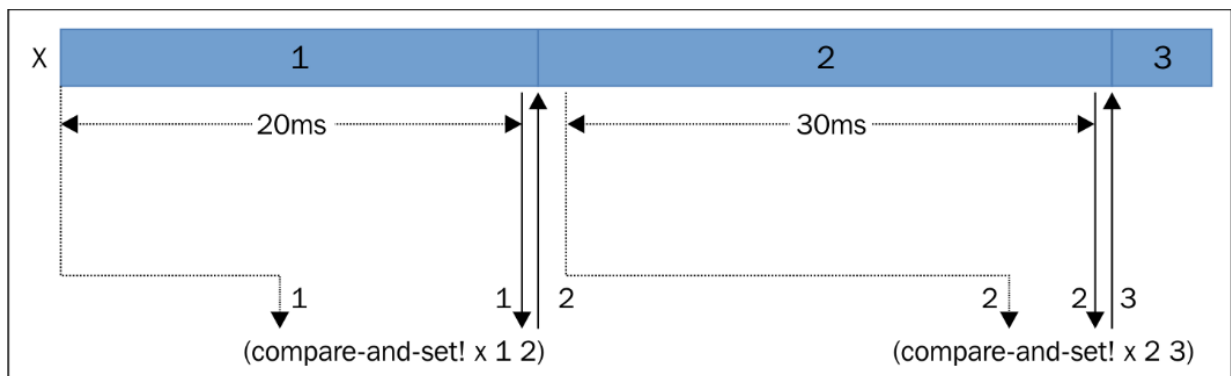 X 1 2 3
20ms 30ms
1 1 2 2 2 3
(compare-and-set! x 1 2) (compare-and-set! x 2 3)